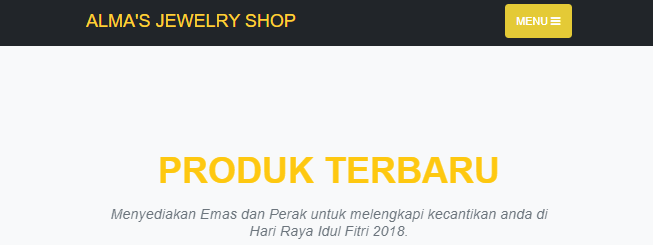 ALMA'S JEWELRY SHOP
MENU
PRODUK TERBARU
Menyediakan Emas dan Perak untuk melengkapi kecantikan anda di
Hari Raya Idul Fitri 2018.